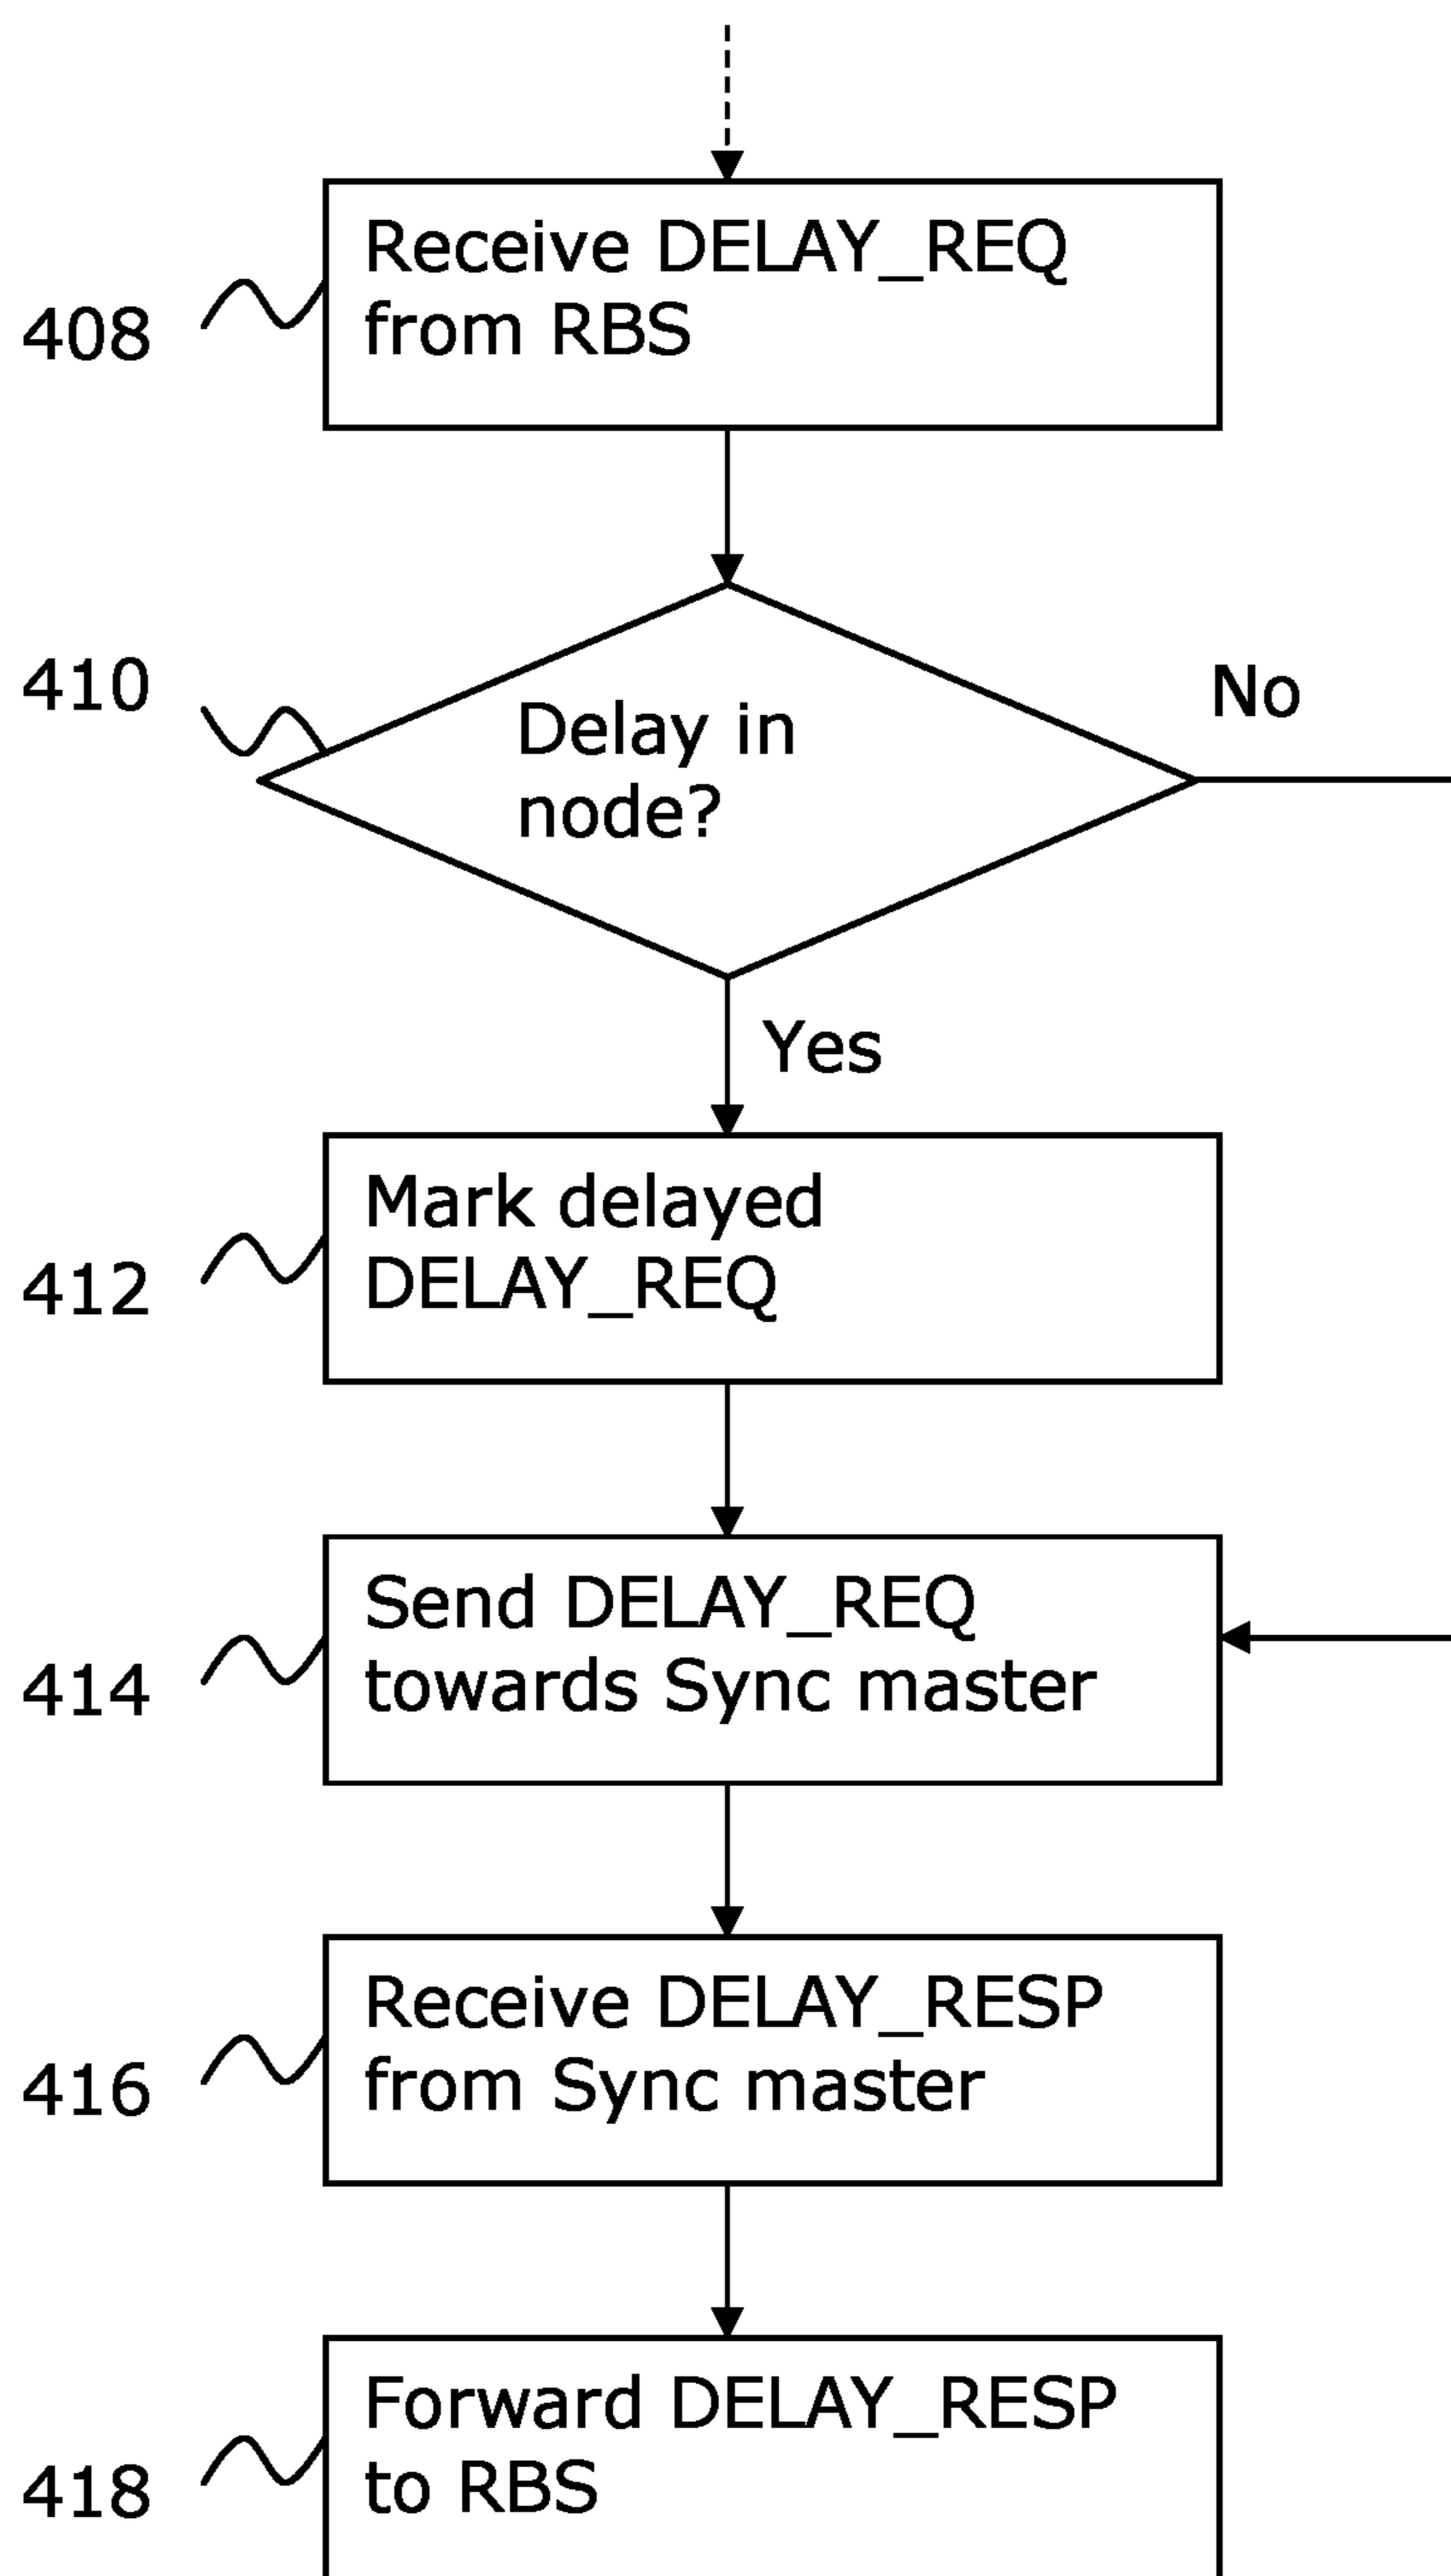 Receive DELAY_REQ
from RBS
408
410
Delay in
node?
No
Yes
Mark delayed
DELAY_REQ
412
Send DELAY_REQ
towards Sync master
414
Receive DELAY_RESP
from Sync master
416
Forward DELAY_RESP
to RBS
418